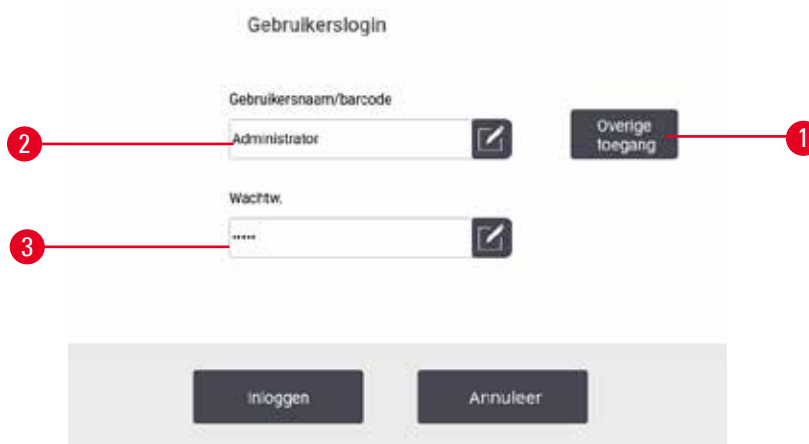 Gebruikerslogin
Gebruikersnaam/barcode
2
Administrator
Overige
toegang
1
Wachtw.
3
•••••
Inloggen
Annuleer